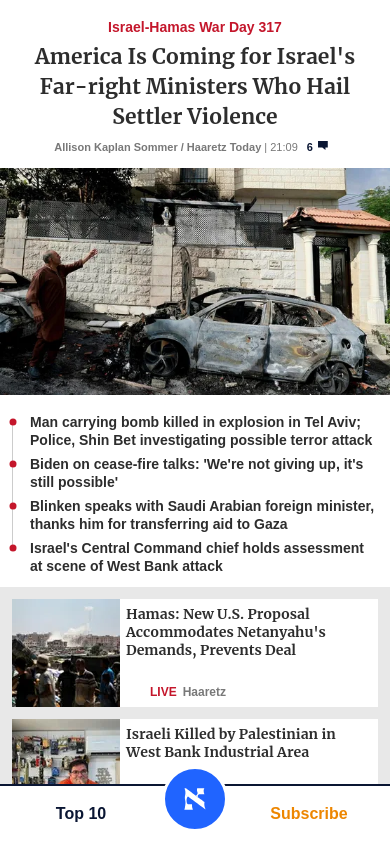 Israel-Hamas War Day 317
America Is Coming for Israel's
Far-right Ministers Who Hail
Settler Violence
Allison Kaplan Sommer / Haaretz Today | 21:09 6
Man carrying bomb killed in explosion in Tel Aviv;
Police, Shin Bet investigating possible terror attack
Biden on cease-fire talks: 'We're not giving up, it's
still possible'
Blinken speaks with Saudi Arabian foreign minister,
thanks him for transferring aid to Gaza
Israel's Central Command chief holds assessment
at scene of West Bank attack
Hamas: New U.S. Proposal
Accommodates Netanyahu's
Demands, Prevents Deal
LIVE Haaretz
Israeli Killed by Palestinian in
West Bank Industrial Area
Top 10
Subscribe